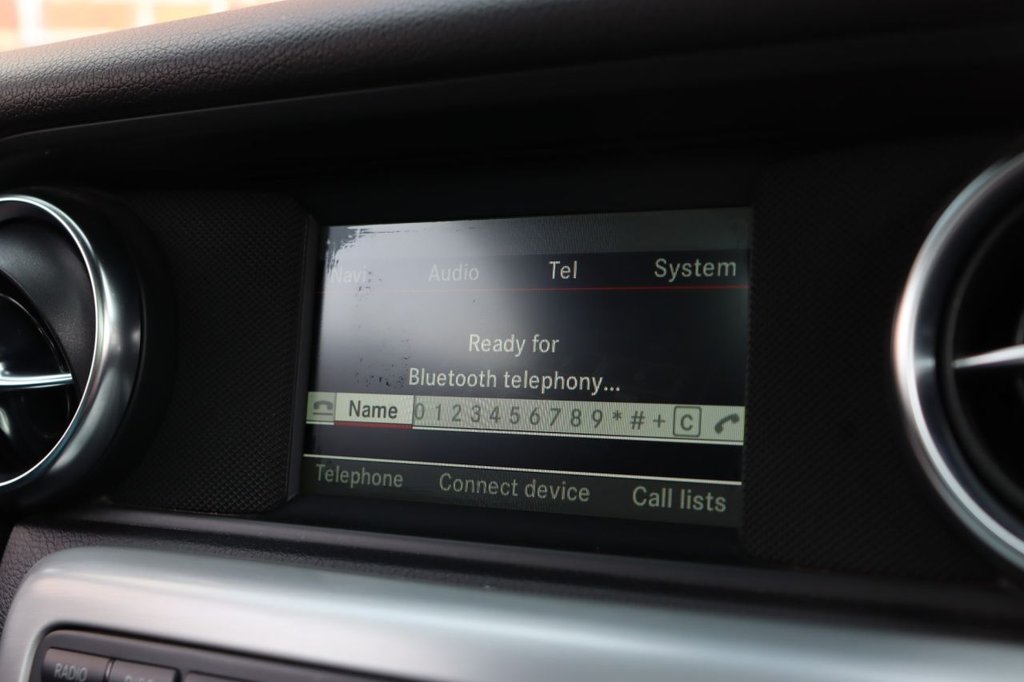 Navi Audio Tel System
Ready for
Bluetooth telephony...
Name 0 1 2 3 4 5 6 7 8 9 * # + C
Telephone Connect device Call lists
RADIO